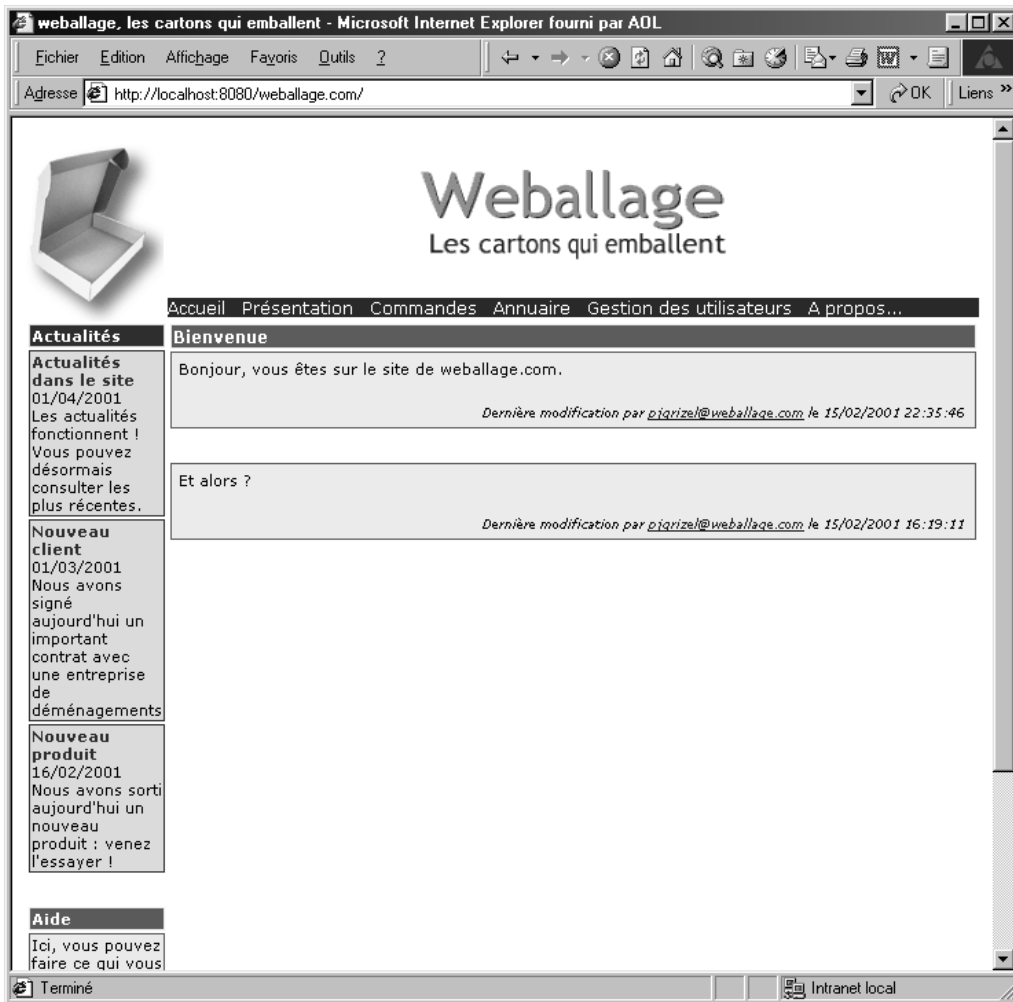 weballage, les cartons qui emballent - Microsoft Internet Explorer fourni par AOL
Fichier Edition Affichage Favoris Outils ?
Adresse http://localhost:8080/weballage.com/ OK Liens »
Weballage
Les cartons qui emballent
Accueil Présentation Commandes Annuaire Gestion des utilisateurs A propos...
Actualités
Actualités
dans le site
01/04/2001
Les actualités
fonctionnent !
Vous pouvez
désormais
consulter les
plus récentes.
Nouveau
client
01/03/2001
Nous avons
signé
aujourd'hui un
important
contrat avec
une entreprise
de
déménagements
Nouveau
produit
16/02/2001
Nous avons sorti
aujourd'hui un
nouveau
produit : venez
l'essayer !
Aide
Ici, vous pouvez
faire ce qui vous
Bienvenue
Bonjour, vous êtes sur le site de weballage.com.
Dernière modification par pjgrizel@weballage.com le 15/02/2001 22:35:46
Et alors ?
Dernière modification par pjgrizel@weballage.com le 15/02/2001 16:19:11
Terminé
Intranet local